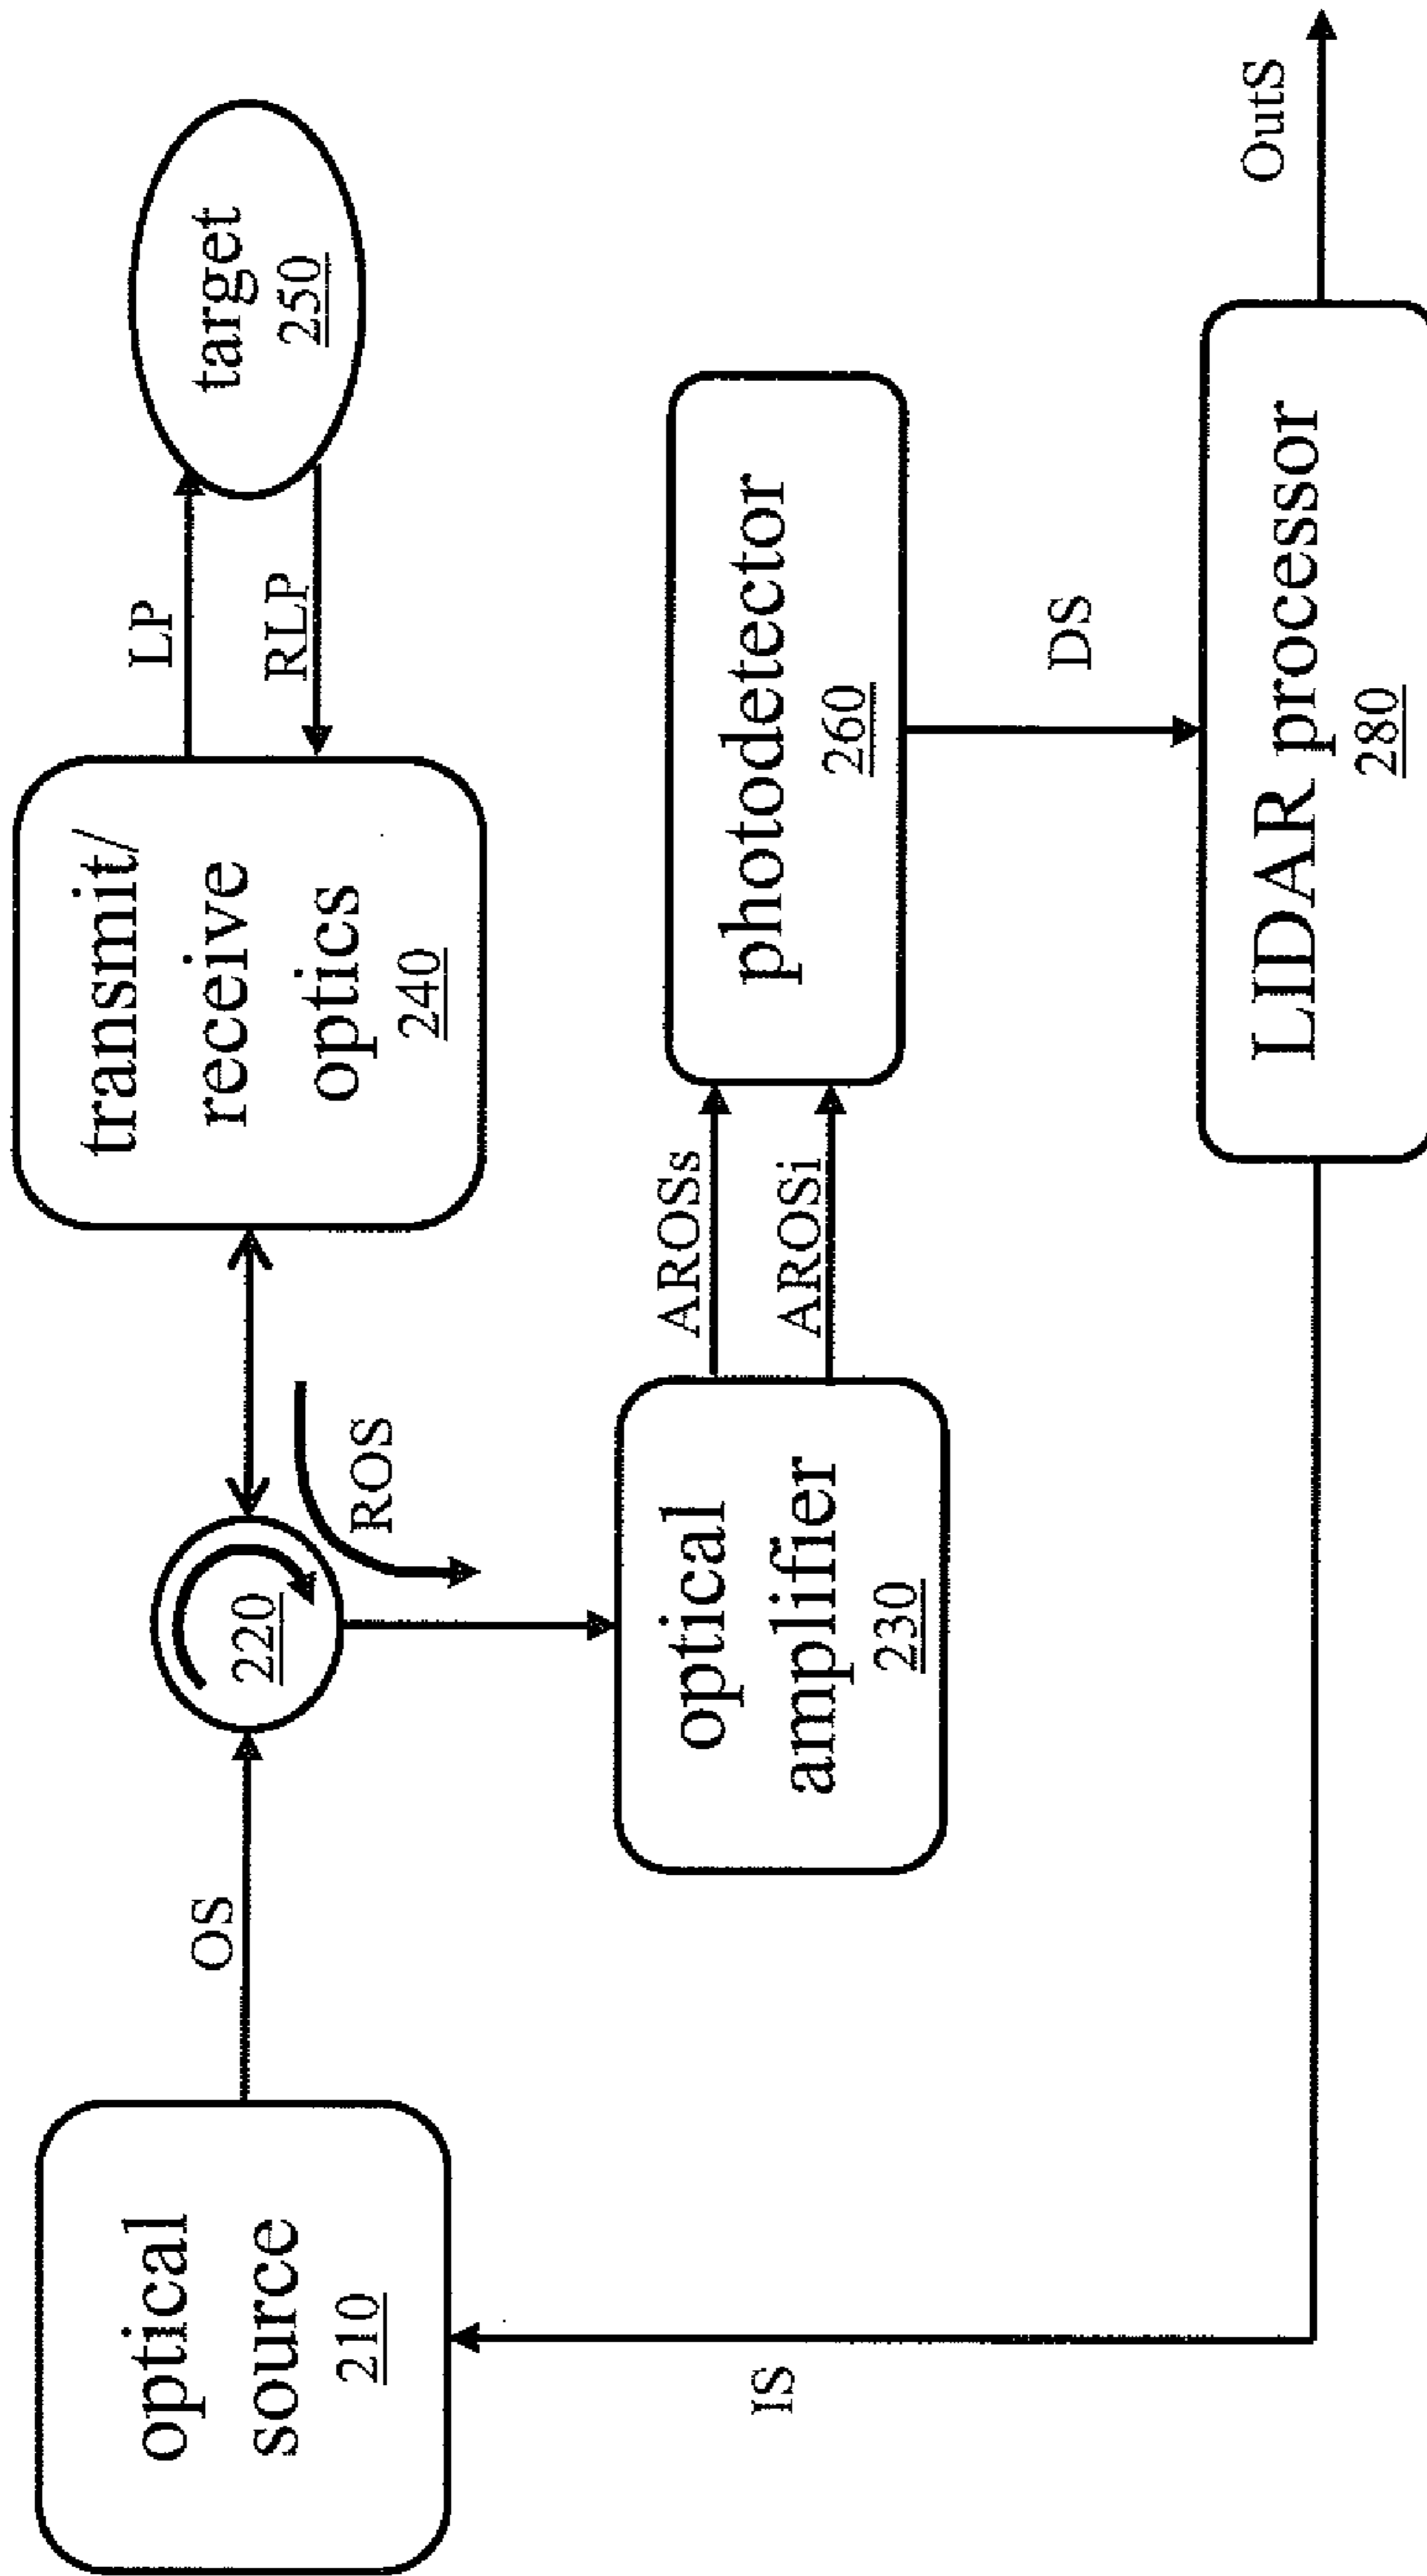 optical
source
210
OS
220
ROS
transmit/
receive
optics
240
LP
RLP
target
250
optical
amplifier
230
AROSs
AROSi
photodetector
260
IS
DS
LIDAR processor
280
OutS